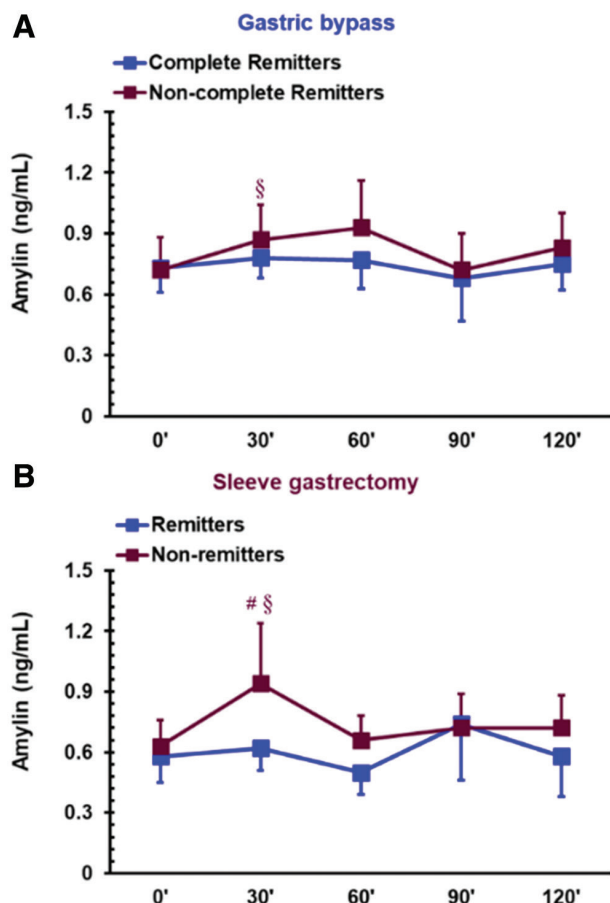 A
Gastric bypass
Complete Remitters
Non-complete Remitters
Amylin (ng/mL)
1.5
1.2
0.9
0.6
0.3
0
§
0' 30' 60' 90' 120'
B
Sleeve gastrectomy
Remitters
Non-remitters
Amylin (ng/mL)
1.5
1.2
0.9
0.6
0.3
0
# §
0' 30' 60' 90' 120'